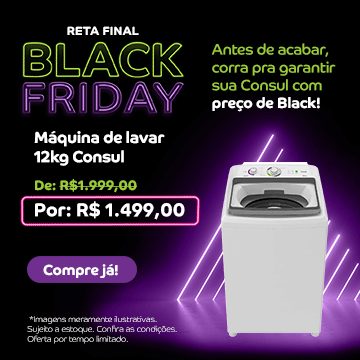 RETA FINAL
BLACK
FRIDAY
Antes de acabar,
corra pra garantir
sua Consul com
preço de Black!
Máquina de lavar
12kg Consul
De: R$1.999,00
Por: R$ 1.499,00
Compre já!
*Imagens meramente ilustrativas.
Sujeito a estoque. Confira as condições.
Oferta por tempo limitado.